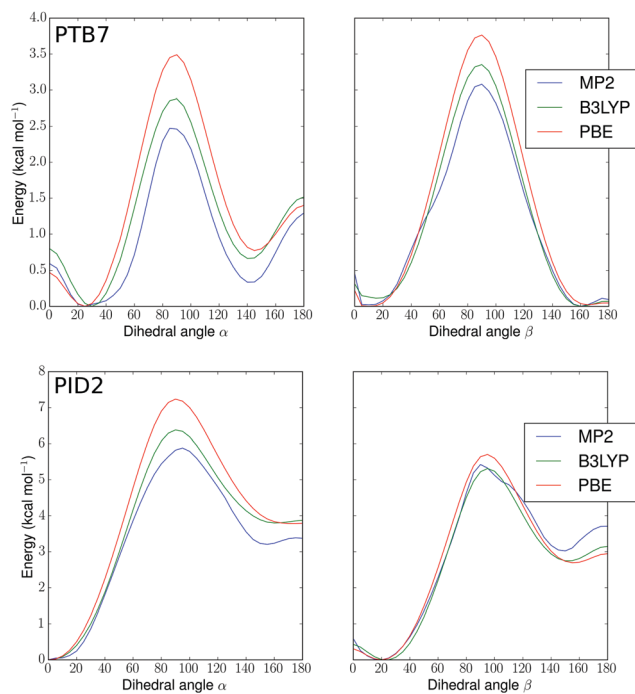 PTB7
4.0
3.5
3.0
2.5
2.0
1.5
1.0
0.5
0.0
Energy (kcal mol⁻¹)
0 20 40 60 80 100 120 140 160 180
Dihedral angle α
MP2
B3LYP
PBE
0 20 40 60 80 100 120 140 160 180
Dihedral angle β
PID2
8
7
6
5
4
3
2
1
0
Energy (kcal mol⁻¹)
0 20 40 60 80 100 120 140 160 180
Dihedral angle α
MP2
B3LYP
PBE
0 20 40 60 80 100 120 140 160 180
Dihedral angle β